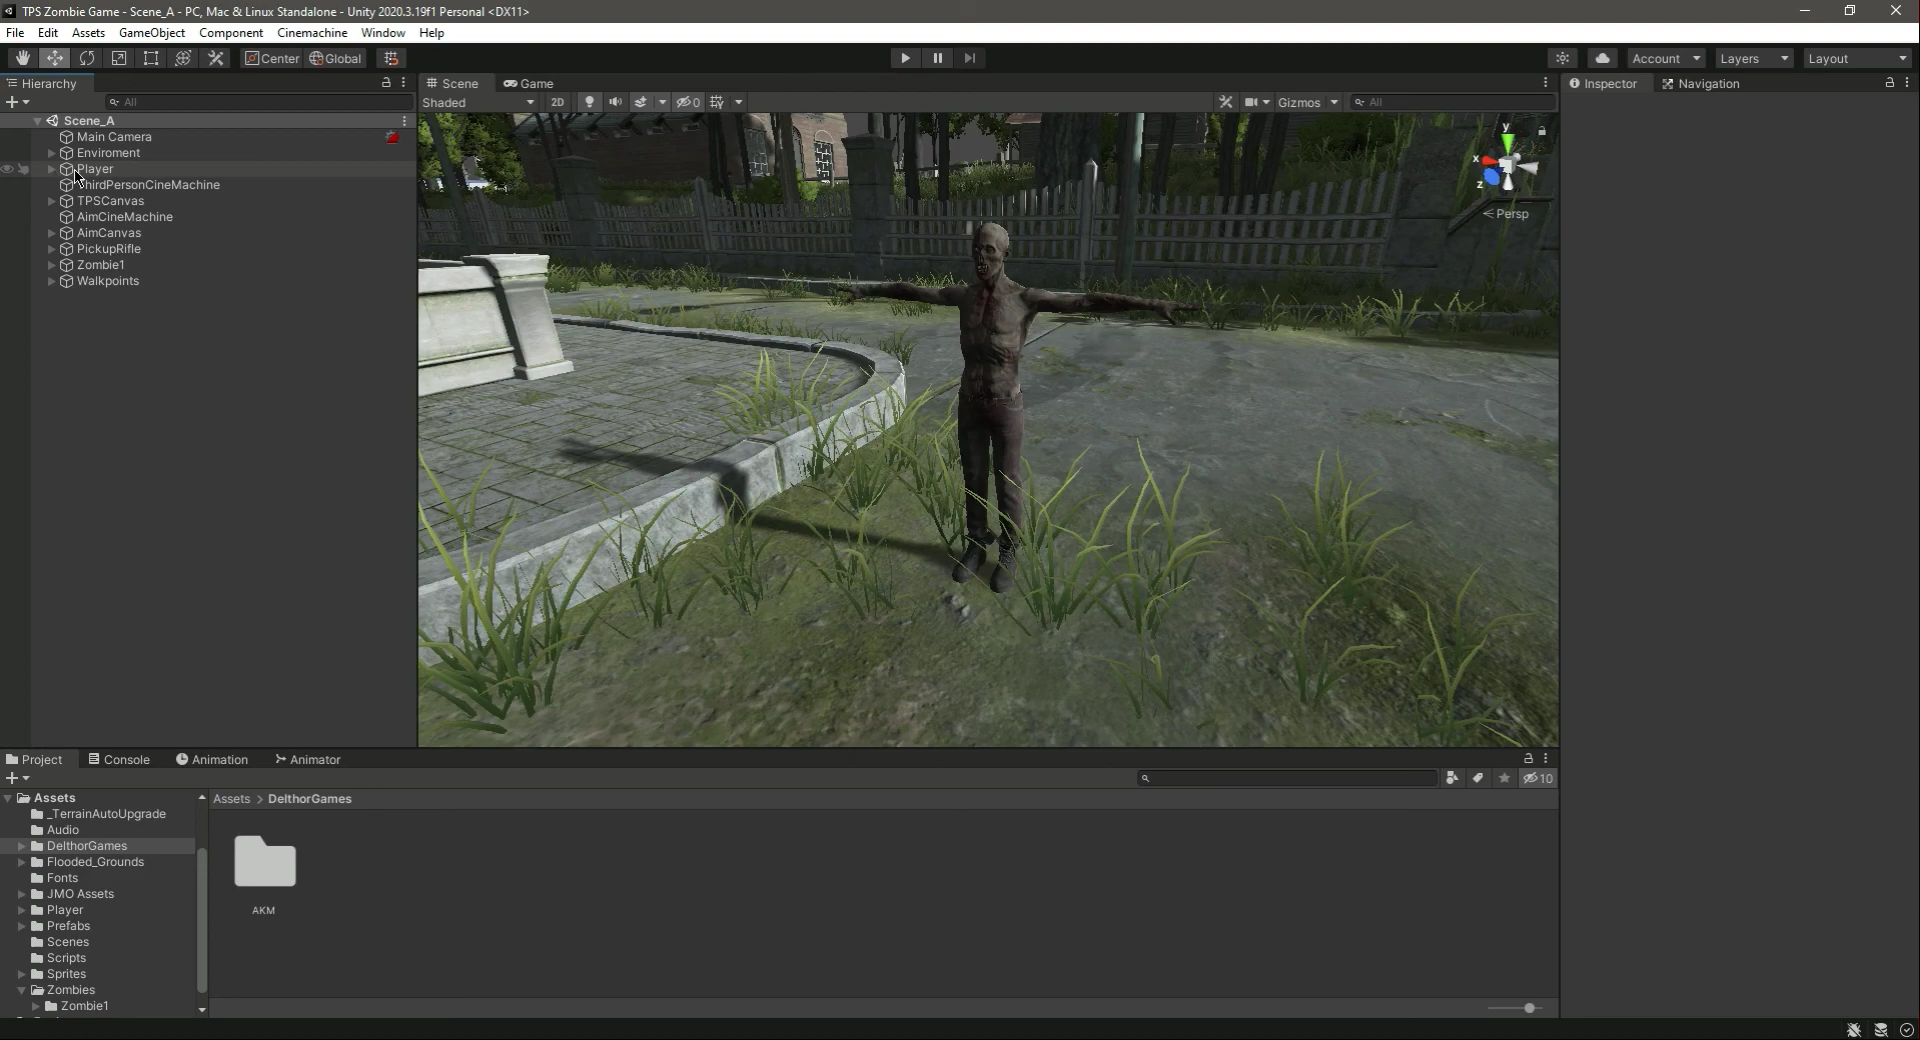 TPS Zombie Game - Scene_A - PC, Mac & Linux Standalone - Unity 2020.3.19f1 Personal <DX11>
File Edit Assets GameObject Component Cinemachine Window Help
Center Global Account Layers Layout
Hierarchy
Scene Game
Inspector Navigation
All
Shaded 2D 0 Gizmos All
Scene_A
Main Camera
Enviroment
Player
ThirdPersonCineMachine
TPSCanvas
AimCineMachine
AimCanvas
PickupRifle
Zombie1
Walkpoints
y
x
z
Persp
Project Console Animation Animator
10
Assets
_TerrainAutoUpgrade
Audio
DelthorGames
Flooded_Grounds
Fonts
JMO Assets
Player
Prefabs
Scenes
Scripts
Sprites
Zombies
Zombie1
Assets > DelthorGames
AKM